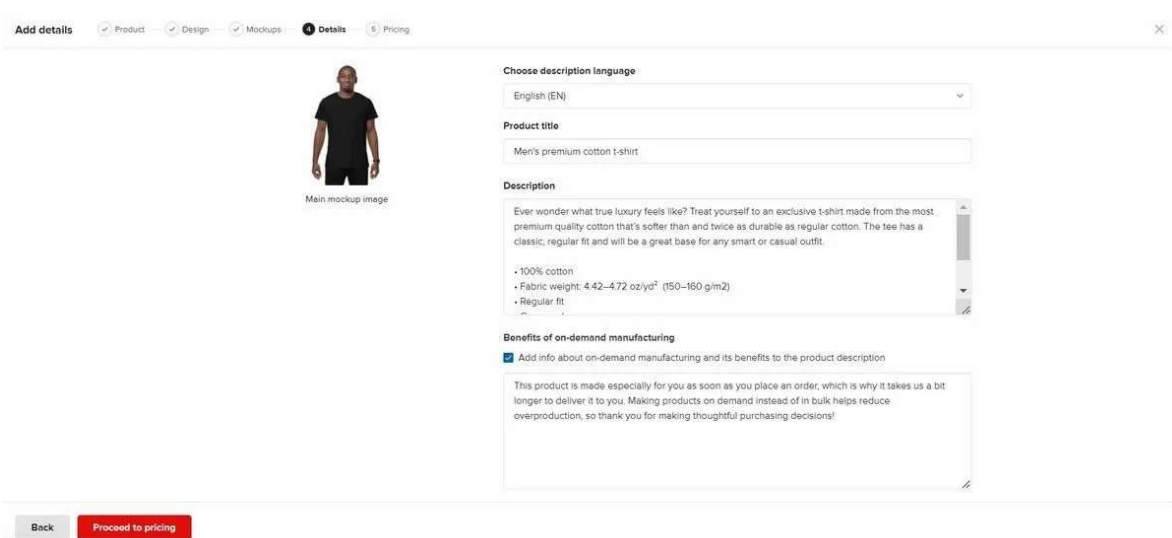 Add details
Product
Design
Mockups
4 Details
5 Pricing
Main mockup image
Choose description language
English (EN)
Product title
Men's premium cotton t-shirt
Description
Ever wonder what true luxury feels like? Treat yourself to an exclusive t-shirt made from the most
premium quality cotton that's softer than and twice as durable as regular cotton. The tee has a
classic, regular fit and will be a great base for any smart or casual outfit.
• 100% cotton
• Fabric weight: 4.42–4.72 oz/yd² (150–160 g/m2)
• Regular fit
Benefits of on-demand manufacturing
Add info about on-demand manufacturing and its benefits to the product description
This product is made especially for you as soon as you place an order, which is why it takes us a bit
longer to deliver it to you. Making products on demand instead of in bulk helps reduce
overproduction, so thank you for making thoughtful purchasing decisions!
Back
Proceed to pricing